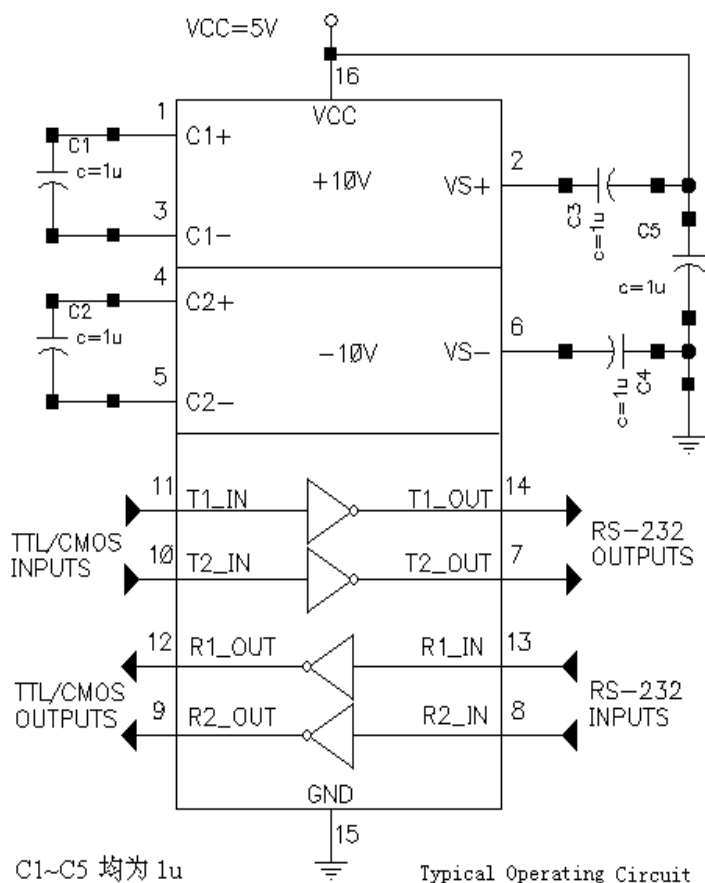 VCC=5V
16
1
VCC
C1
C1+
c=1u
+10V
2
VS+
3
C3
c=1u
C5
C1-
4
c=1u
C2
C2+
c=1u
6
-10V
VS-
5
c=1u
C4
C2-
11
T1_IN
T1_OUT
14
TTL/CMOS
INPUTS
RS-232
OUTPUTS
10
T2_IN
T2_OUT
7
12
R1_OUT
R1_IN
13
TTL/CMOS
OUTPUTS
RS-232
INPUTS
9
R2_OUT
R2_IN
8
GND
15
C1~C5 均为 1u
Typical Operating Circuit